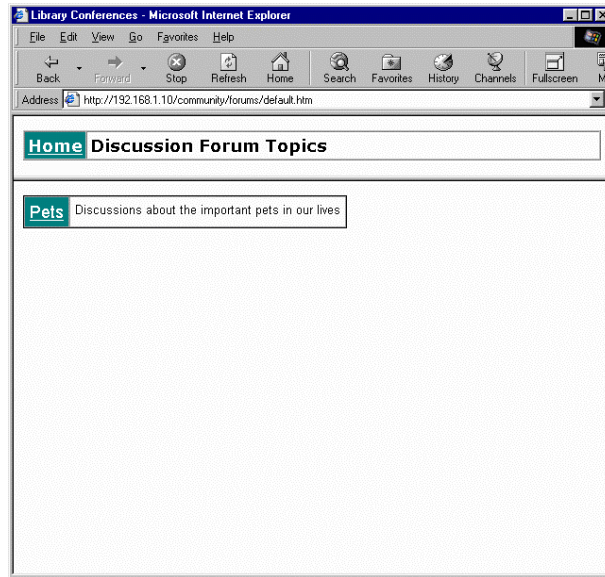 Library Conferences - Microsoft Internet Explorer
File Edit View Go Favorites Help
Back Forward Stop Refresh Home Search Favorites History Channels Fullscreen M
Address http://192.168.1.10/community/forums/default.htm
Home Discussion Forum Topics
Pets Discussions about the important pets in our lives